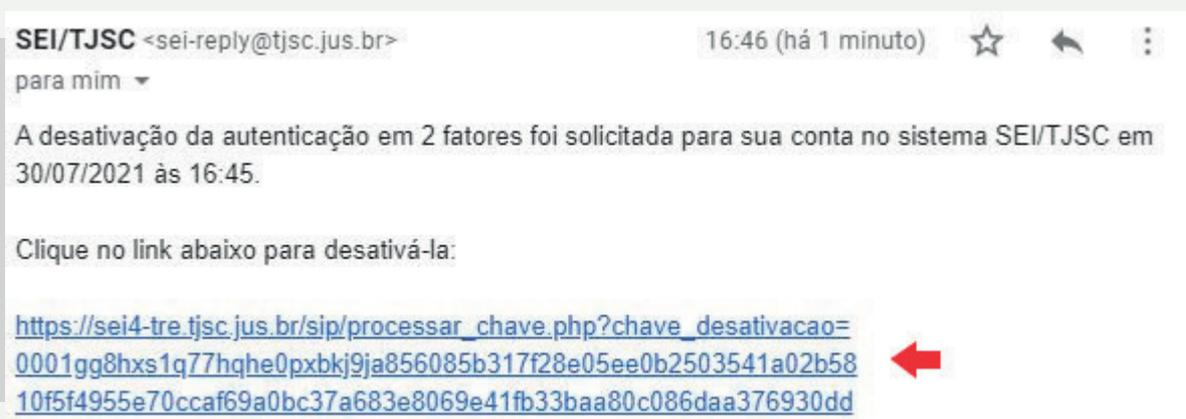 SEI/TJSC <sei-reply@tjsc.jus.br> 16:46 (há 1 minuto)
para mim
A desativação da autenticação em 2 fatores foi solicitada para sua conta no sistema SEI/TJSC em
30/07/2021 às 16:45.
Clique no link abaixo para desativá-la:
https://sei4-tre.tjsc.jus.br/sip/processar_chave.php?chave_desativacao=
0001gg8hxs1q77hqhe0pxbkj9ja856085b317f28e05ee0b2503541a02b58
10f5f4955e70ccaf69a0bc37a683e8069e41fb33baa80c086daa376930dd